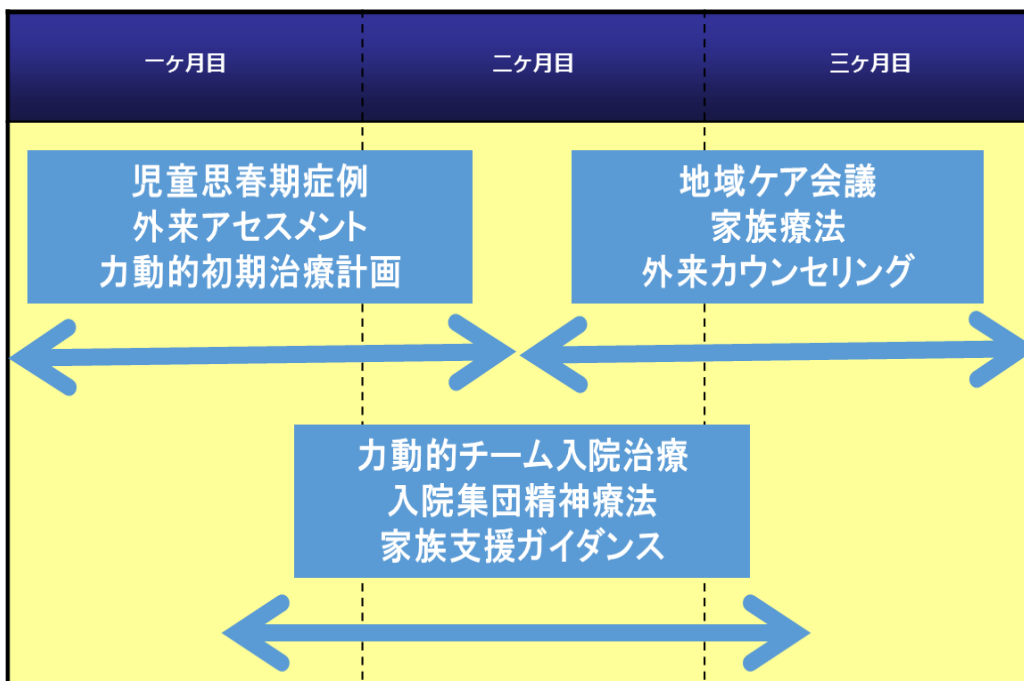 一ヶ月目
二ヶ月目
三ヶ月目
児童思春期症例
外来アセスメント
力動的初期治療計画
地域ケア会議
家族療法
外来カウンセリング
力動的チーム入院治療
入院集団精神療法
家族支援ガイダンス